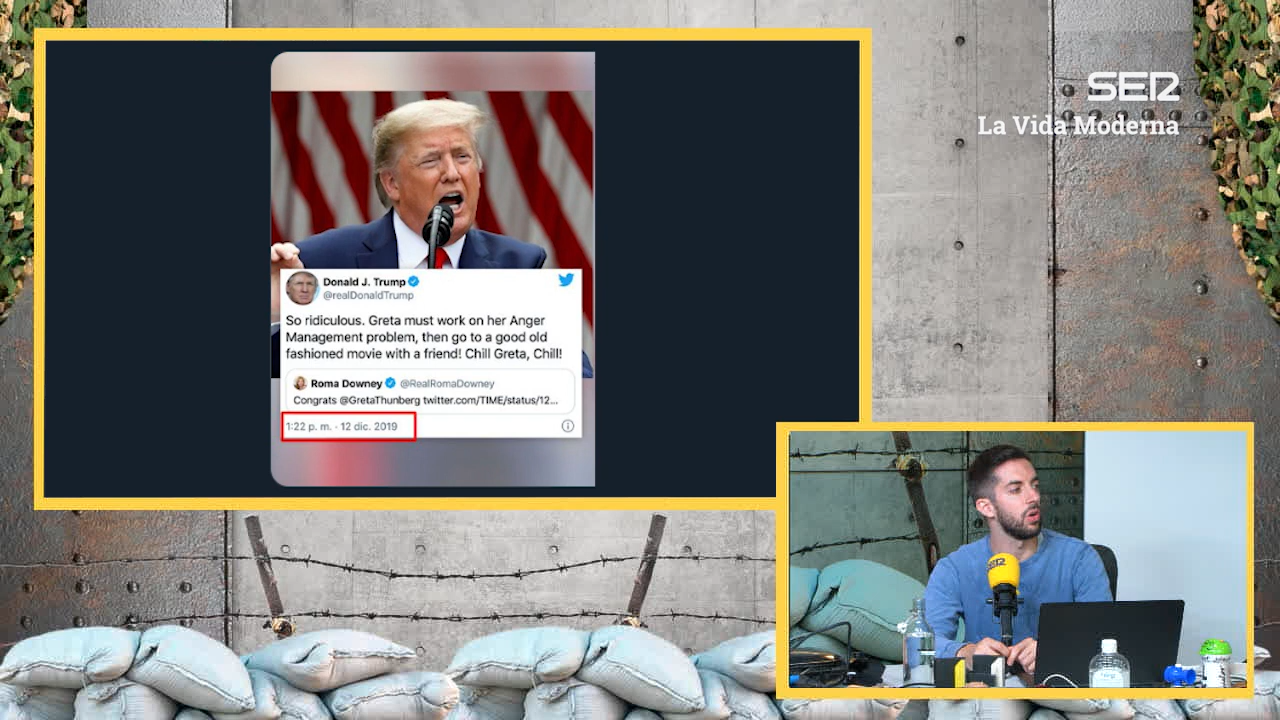 SER
La Vida Moderna
Donald J. Trump
@realDonaldTrump
So ridiculous. Greta must work on her Anger
Management problem, then go to a good old
fashioned movie with a friend! Chill Greta, Chill!
Roma Downey @RealRomaDowney
Congrats @GretaThunberg twitter.com/TIME/status/12...
1:22 p. m. · 12 dic. 2019
SER